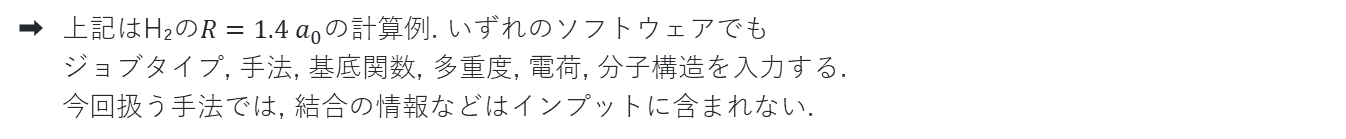 ➡ 上記はH₂のR = 1.4 a₀の計算例. いずれのソフトウェアでも
ジョブタイプ, 手法, 基底関数, 多重度, 電荷, 分子構造を入力する.
今回扱う手法では, 結合の情報などはインプットに含まれない.